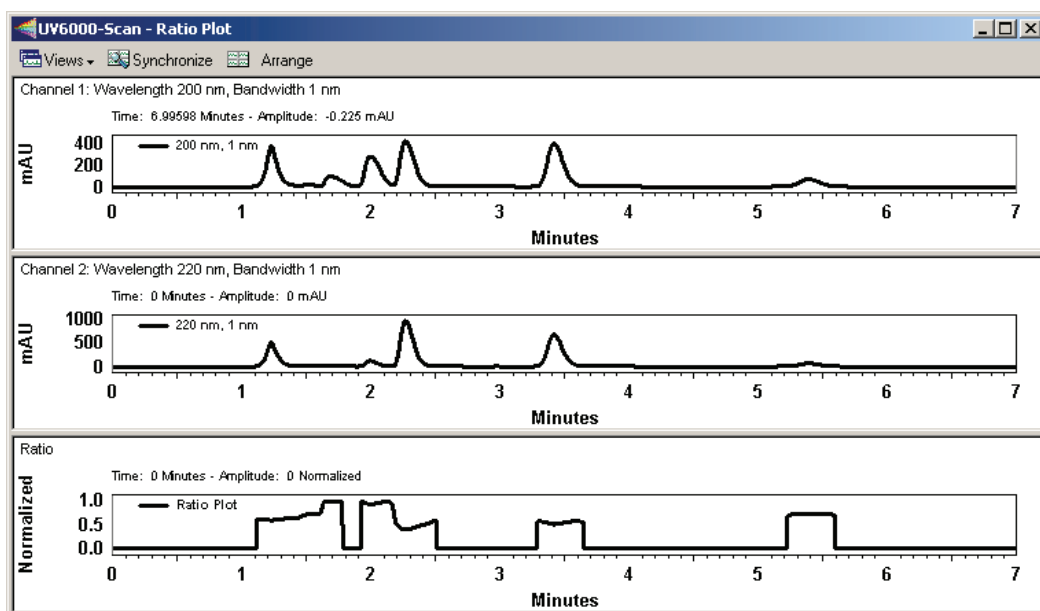 UV6000-Scan - Ratio Plot
Views Synchronize Arrange
Channel 1: Wavelength 200 nm, Bandwidth 1 nm
Time: 6.99598 Minutes - Amplitude: -0.225 mAU
mAU
400
200
0
200 nm, 1 nm
0 1 2 3 4 5 6 7
Minutes
Channel 2: Wavelength 220 nm, Bandwidth 1 nm
Time: 0 Minutes - Amplitude: 0 mAU
mAU
1000
500
0
220 nm, 1 nm
0 1 2 3 4 5 6 7
Minutes
Ratio
Time: 0 Minutes - Amplitude: 0 Normalized
Normalized
1.0
0.5
0.0
Ratio Plot
0 1 2 3 4 5 6 7
Minutes